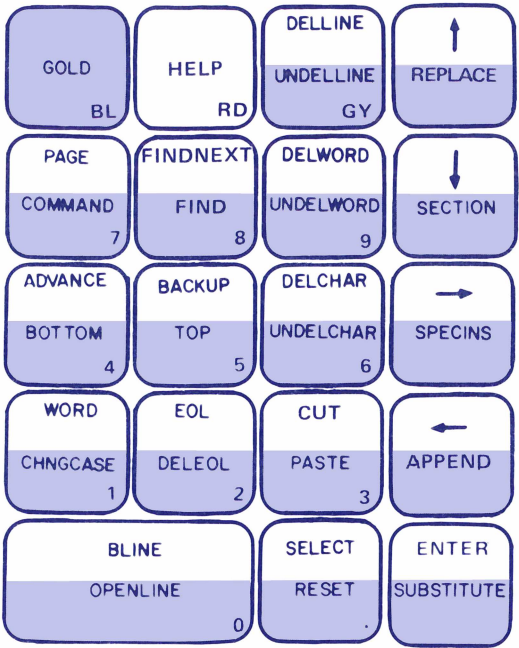 GOLD
BL
HELP
RD
DELLINE
UNDELLINE
GY
REPLACE
PAGE
COMMAND
7
FINDNEXT
FIND
8
DELWORD
UNDELWORD
9
SECTION
ADVANCE
BOTTOM
4
BACKUP
TOP
5
DELCHAR
UNDELCHAR
6
SPECINS
WORD
CHNGCASE
1
EOL
DELEOL
2
CUT
PASTE
3
APPEND
BLINE
OPENLINE
0
SELECT
RESET
.
ENTER
SUBSTITUTE